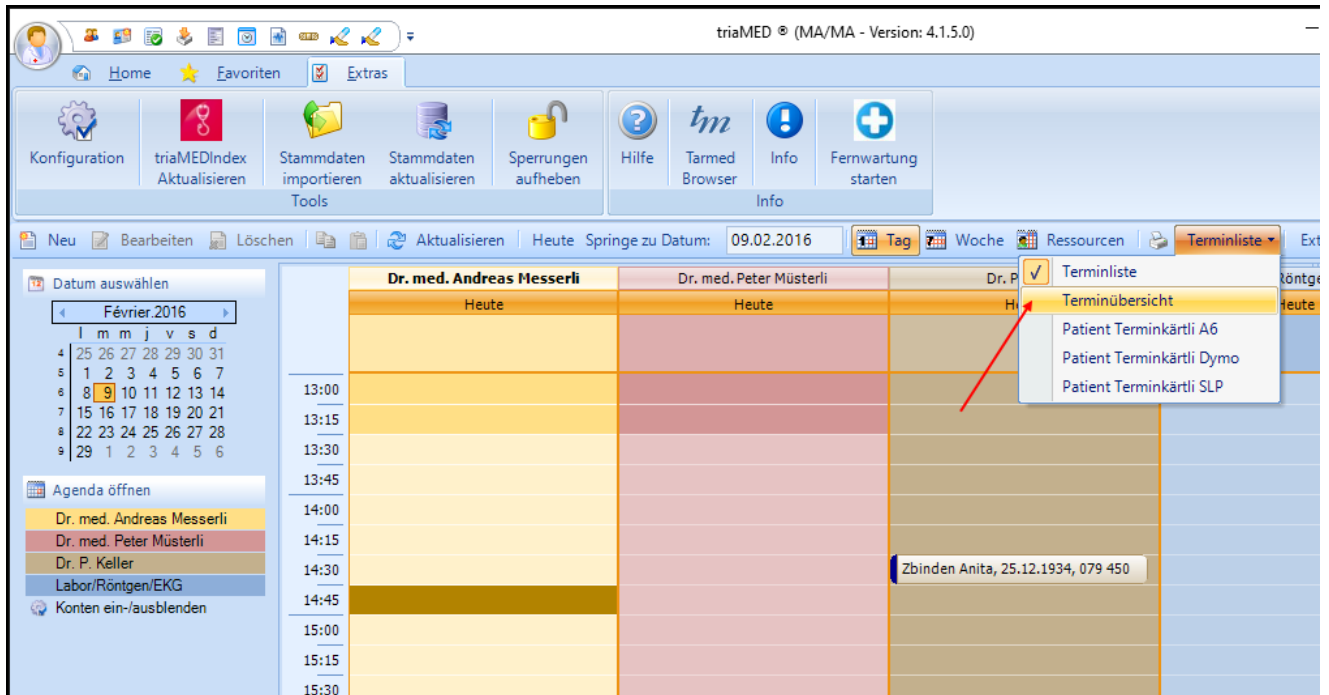 triaMED ® (MA/MA - Version: 4.1.5.0)
Home Favoriten Extras
Konfiguration
triaMEDIndex
Aktualisieren
Stammdaten
importieren
Stammdaten
aktualisieren
Sperrungen
aufheben
Tools
Hilfe
tm
Tarmed
Browser
Info
Fernwartung
starten
Info
Neu Bearbeiten Löschen Aktualisieren Heute Springe zu Datum: 09.02.2016 1 Tag 7 Woche Ressourcen Terminliste
Terminliste
Terminübersicht
Patient Terminkärtli A6
Patient Terminkärtli Dymo
Patient Terminkärtli SLP
Datum auswählen
Février.2016
l m m j v s d
4 25 26 27 28 29 30 31
5 1 2 3 4 5 6 7
6 8 9 10 11 12 13 14
7 15 16 17 18 19 20 21
8 22 23 24 25 26 27 28
9 29 1 2 3 4 5 6
Agenda öffnen
Dr. med. Andreas Messerli
Dr. med. Peter Müsterli
Dr. P. Keller
Labor/Röntgen/EKG
Konten ein-/ausblenden
Dr. med. Andreas Messerli
Dr. med. Peter Müsterli
Dr. P
Heute
Heute
13:00
13:15
13:30
13:45
14:00
14:15
14:30
14:45
15:00
15:15
15:30
Zbinden Anita, 25.12.1934, 079 450